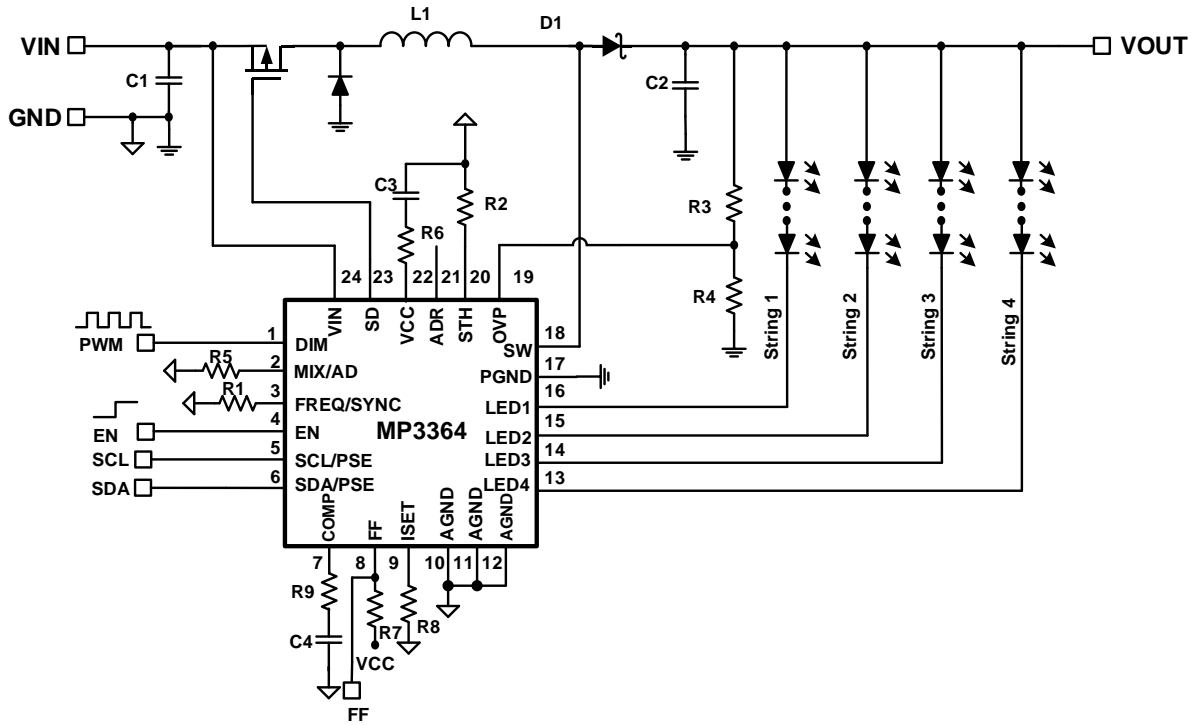 L1
D1
VIN
VOUT
C1
C2
GND
C3
R2
R3
R6
24
23
22
21
20
19
R4
String 1
String 2
String 3
String 4
VIN
SD
VCC
ADR
STH
OVP
PWM
1
DIM
SW
18
R5
2
MIX/AD
PGND
17
R1
3
FREQ/SYNC
LED1
16
EN
4
EN
MP3364
LED2
15
SCL
5
SCL/PSE
LED3
14
SDA
6
SDA/PSE
LED4
13
COMP
FF
ISET
AGND
AGND
AGND
7
8
9
10
11
12
R9
R7
R8
C4
VCC
FF